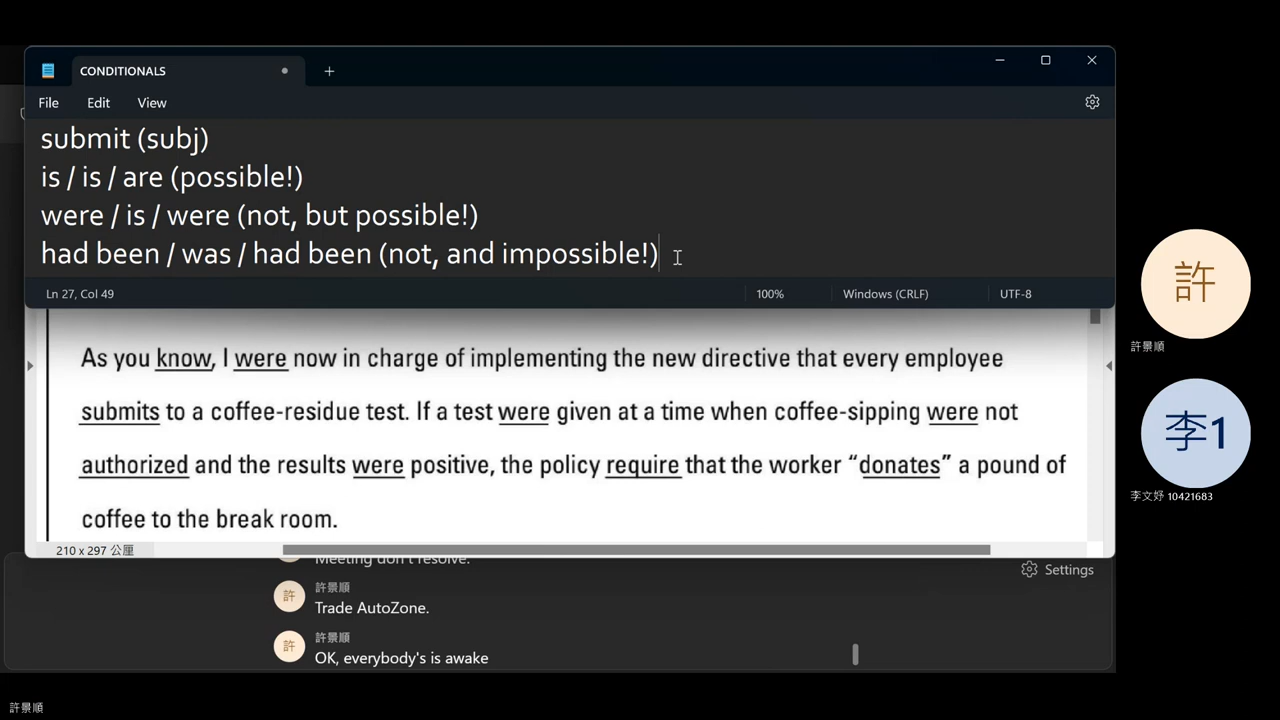 CONDITIONALS
File Edit View
submit (subj)
is / is / are (possible!)
were / is / were (not, but possible!)
had been / was / had been (not, and impossible!)
Ln 27, Col 49 100% Windows (CRLF) UTF-8
As you know, I were now in charge of implementing the new directive that every employee
submits to a coffee-residue test. If a test were given at a time when coffee-sipping were not
authorized and the results were positive, the policy require that the worker “donates” a pound of
coffee to the break room.
210 x 297 公厘
Meeting don't resolve.
Settings
許
許景順
Trade AutoZone.
許
許景順
OK, everybody's is awake
許
許景順
李1
李文妤 10421683
許景順